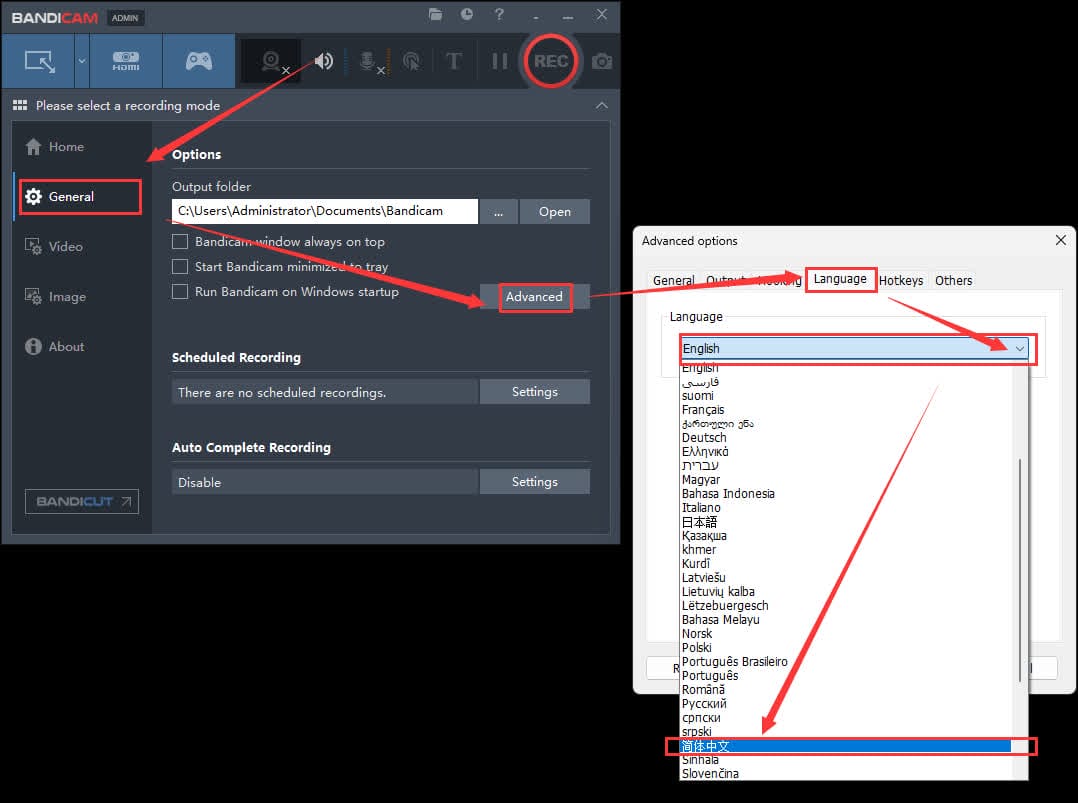 BANDICAM ADMIN
?
HDMI
T
REC
Please select a recording mode
Home
General
Video
Image
About
BANDICUT
Options
Output folder
C:\Users\Administrator\Documents\Bandicam
...
Open
Bandicam window always on top
Start Bandicam minimized to tray
Run Bandicam on Windows startup
Advanced
Scheduled Recording
There are no scheduled recordings.
Settings
Auto Complete Recording
Disable
Settings
Advanced options
General Output Hooking Language Hotkeys Others
Language
English
English
فارسی
suomi
Français
ქართული ენა
Deutsch
Ελληνικά
עברית
Magyar
Bahasa Indonesia
Italiano
日本語
Қазақша
khmer
Kurdî
Latviešu
Lietuvių kalba
Lëtzebuergesch
Bahasa Melayu
Norsk
Polski
Português Brasileiro
Português
Română
Русский
српски
srpski
简体中文
Sinhala
Slovenčina